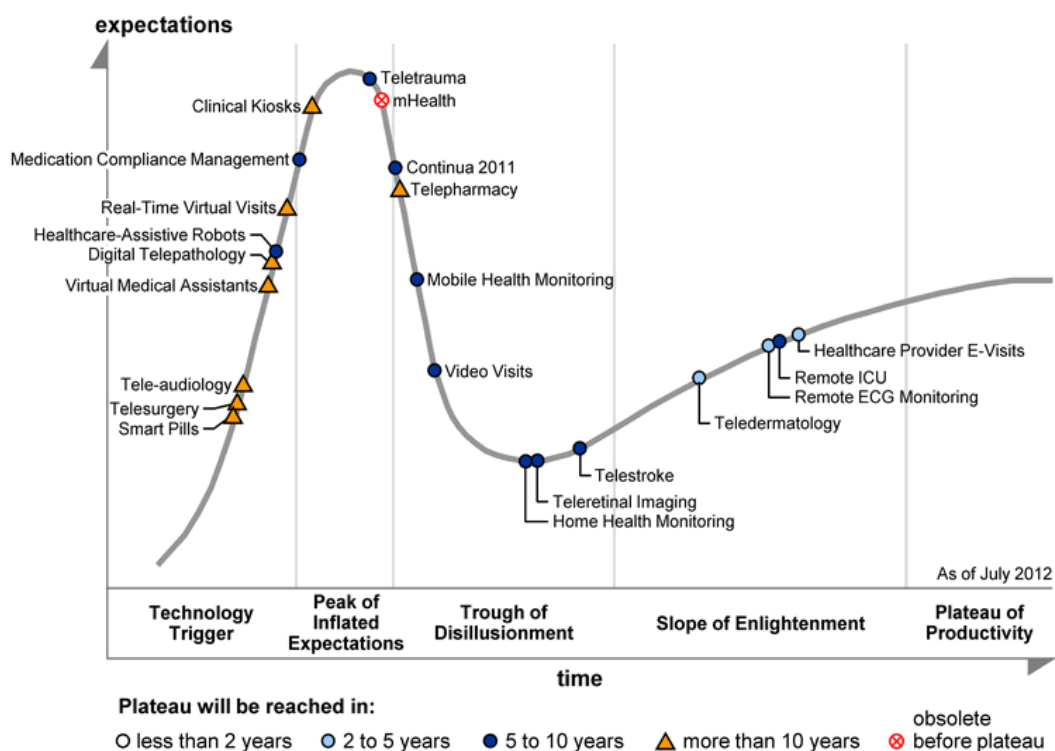 expectations
Teletrauma
mHealth
Clinical Kiosks
Medication Compliance Management
Continua 2011
Telepharmacy
Real-Time Virtual Visits
Healthcare-Assistive Robots
Digital Telepathology
Virtual Medical Assistants
Mobile Health Monitoring
Healthcare Provider E-Visits
Video Visits
Remote ICU
Tele-audiology
Remote ECG Monitoring
Telesurgery
Teledermatology
Smart Pills
Telestroke
Teleretinal Imaging
Home Health Monitoring
As of July 2012
Technology
Trigger
Peak of
Inflated
Expectations
Trough of
Disillusionment
Slope of Enlightenment
Plateau of
Productivity
time
Plateau will be reached in:
less than 2 years
2 to 5 years
5 to 10 years
more than 10 years
obsolete
before plateau